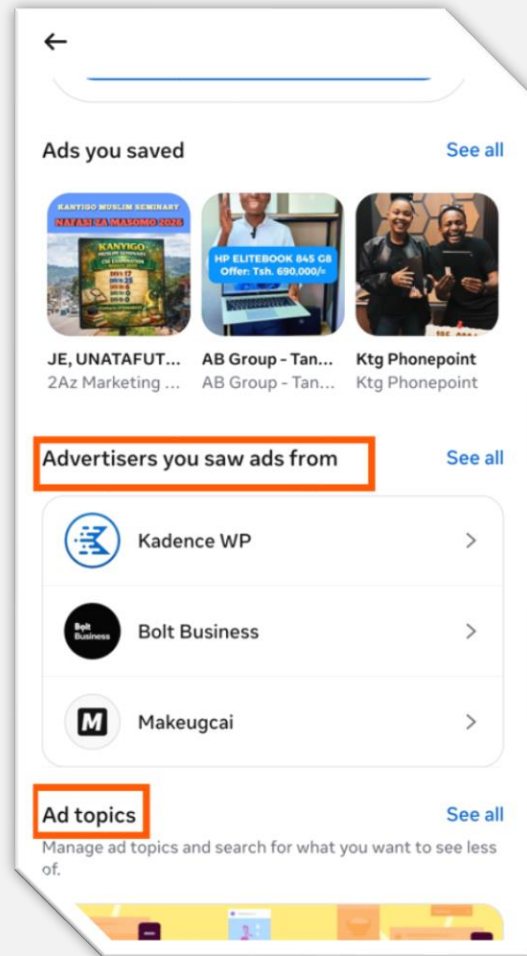 Ads you saved
See all
KANYIGO MUSLIM SEMINARY
NAFASI ZA MASOMO 2026
KANYIGO
HP ELITEBOOK 845 G8
Offer: Tsh. 690,000/=
JE, UNATAFUT...
AB Group - Tan...
Ktg Phonepoint
2Az Marketing ...
AB Group - Tan...
Ktg Phonepoint
Advertisers you saw ads from
See all
Kadence WP
Bolt
Business
Bolt Business
M
Makeugcai
Ad topics
See all
Manage ad topics and search for what you want to see less
of.